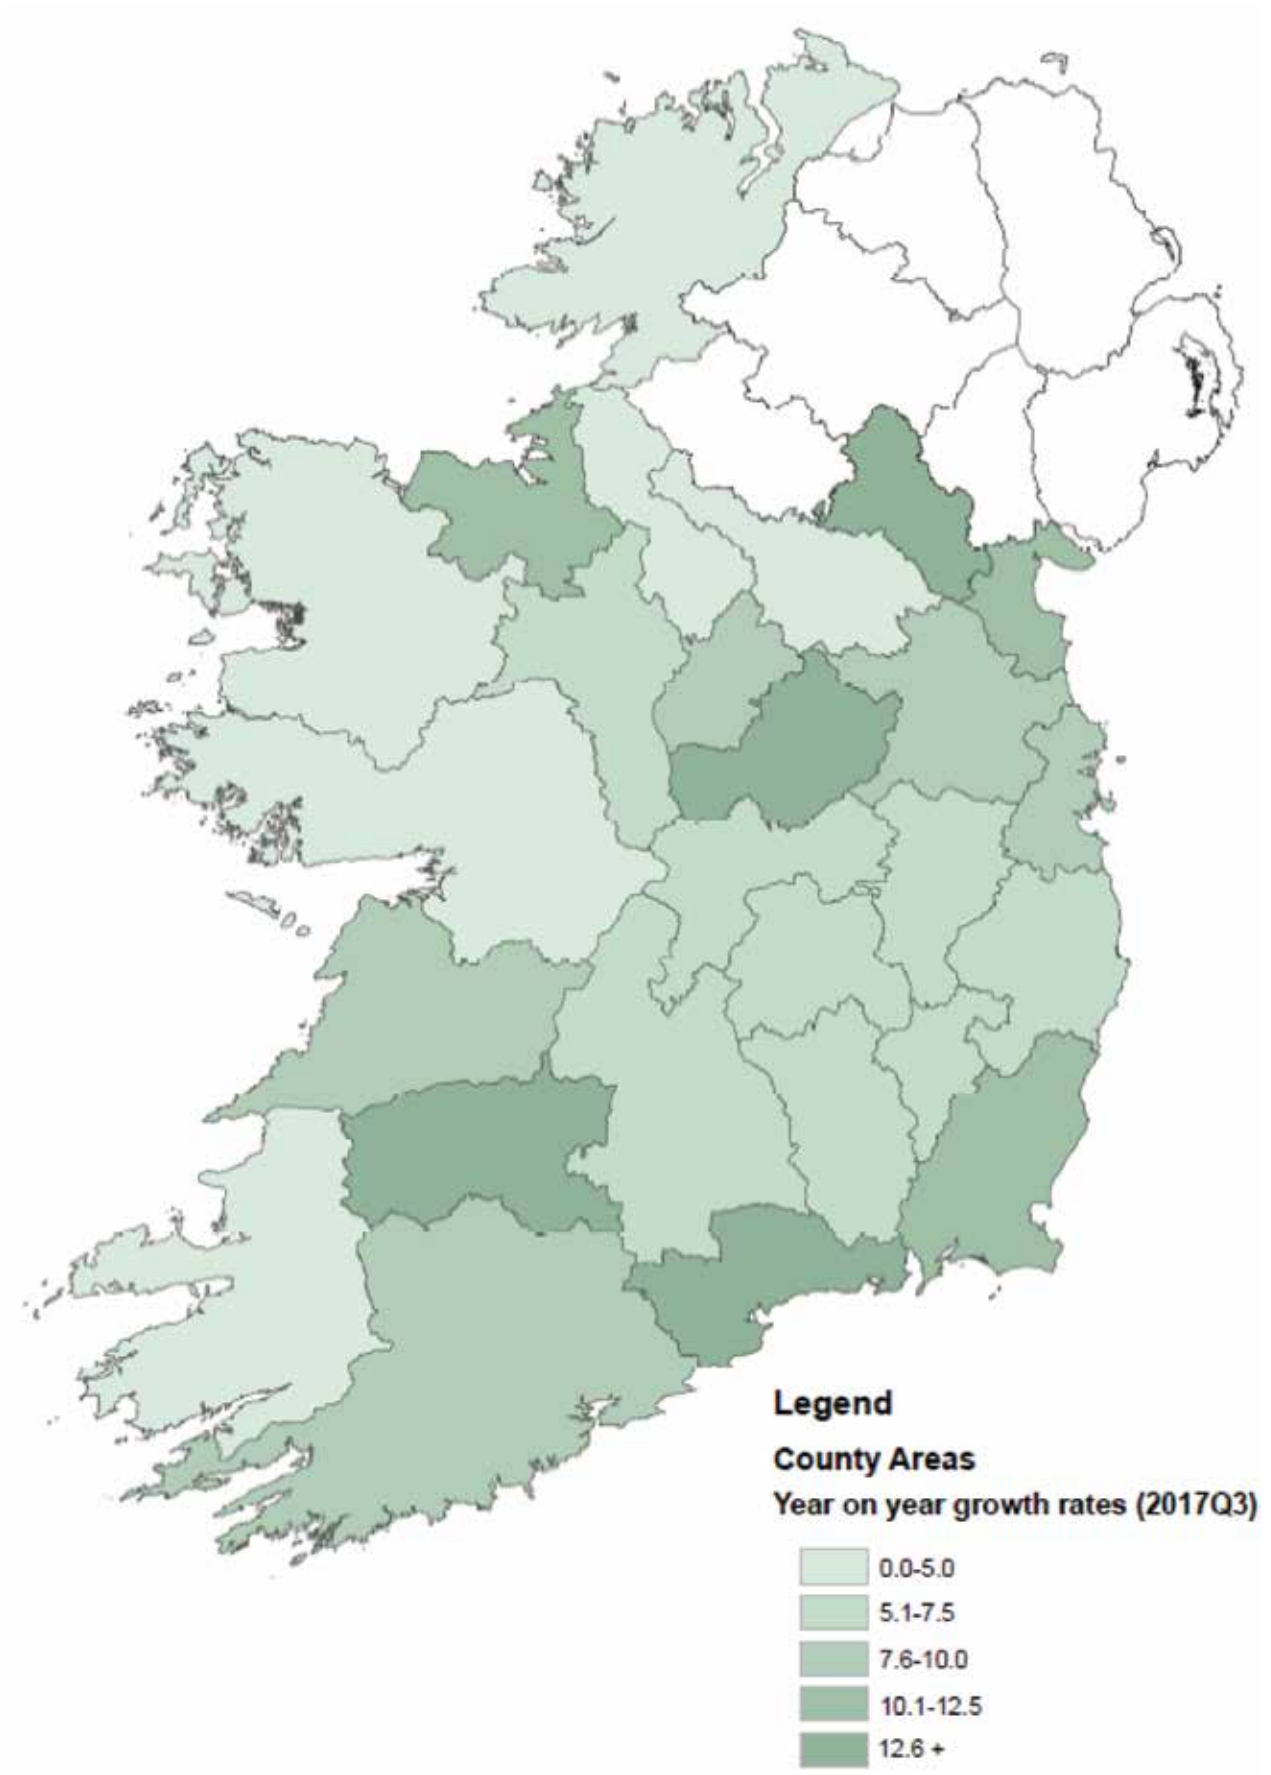 Legend
County Areas
Year on year growth rates (2017Q3)
0.0-5.0
5.1-7.5
7.6-10.0
10.1-12.5
12.6 +